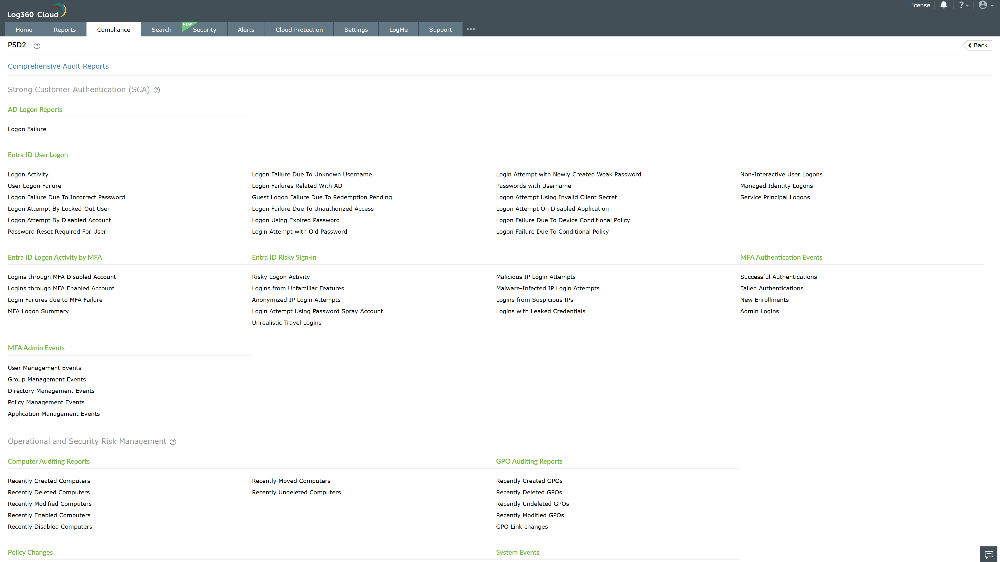 License
?
Log360 Cloud
Home
Reports
Compliance
Search
NEW
Security
Alerts
Cloud Protection
Settings
LogMe
Support
PSD2 ?
Back
Comprehensive Audit Reports
Strong Customer Authentication (SCA) ?
AD Logon Reports
Logon Failure
Entra ID User Logon
Logon Activity
User Logon Failure
Logon Failure Due To Incorrect Password
Logon Attempt By Locked-Out User
Logon Attempt By Disabled Account
Password Reset Required For User
Logon Failure Due To Unknown Username
Logon Failures Related With AD
Guest Logon Failure Due To Redemption Pending
Logon Failure Due To Unauthorized Access
Logon Using Expired Password
Login Attempt with Old Password
Login Attempt with Newly Created Weak Password
Passwords with Username
Logon Attempt Using Invalid Client Secret
Logon Attempt On Disabled Application
Logon Failure Due To Device Conditional Policy
Logon Failure Due To Conditional Policy
Non-Interactive User Logons
Managed Identity Logons
Service Principal Logons
Entra ID Logon Activity by MFA
Logins through MFA Disabled Account
Logins through MFA Enabled Account
Login Failures due to MFA Failure
MFA Logon Summary
Entra ID Risky Sign-in
Risky Logon Activity
Logins from Unfamiliar Features
Anonymized IP Login Attempts
Login Attempt Using Password Spray Account
Unrealistic Travel Logins
Malicious IP Login Attempts
Malware-Infected IP Login Attempts
Logins from Suspicious IPs
Logins with Leaked Credentials
MFA Authentication Events
Successful Authentications
Failed Authentications
New Enrollments
Admin Logins
MFA Admin Events
User Management Events
Group Management Events
Directory Management Events
Policy Management Events
Application Management Events
Operational and Security Risk Management ?
Computer Auditing Reports
Recently Created Computers
Recently Deleted Computers
Recently Modified Computers
Recently Enabled Computers
Recently Disabled Computers
Recently Moved Computers
Recently Undeleted Computers
GPO Auditing Reports
Recently Created GPOs
Recently Deleted GPOs
Recently Undeleted GPOs
Recently Modified GPOs
GPO Link changes
Policy Changes
System Events